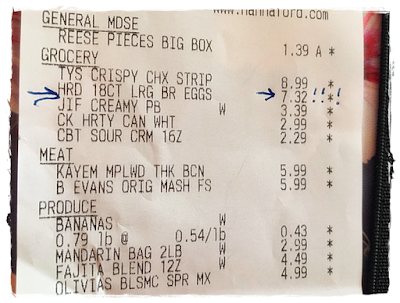 www.hannaford.com
GENERAL MDSE
REESE PIECES BIG BOX 1.39 A *
GROCERY
TYS CRISPY CHX STRIP 8.99 *
HRD 18CT LRG BR EGGS 7.32 * !! !
JIF CREAMY PB W 3.39 *
CK HRTY CAN WHT 2.99 *
CBT SOUR CRM 16Z 2.29 *
MEAT
KAYEM MPLWD THK BCN 5.99 *
B EVANS ORIG MASH FS 5.99 *
PRODUCE
BANANAS W
0.79 lb @ 0.54/lb 0.43 *
MANDARIN BAG 2LB W 2.99 *
FAJITA BLEND 12Z W 4.49 *
OLIVIAS BLSMC SPR MX 4.99 *